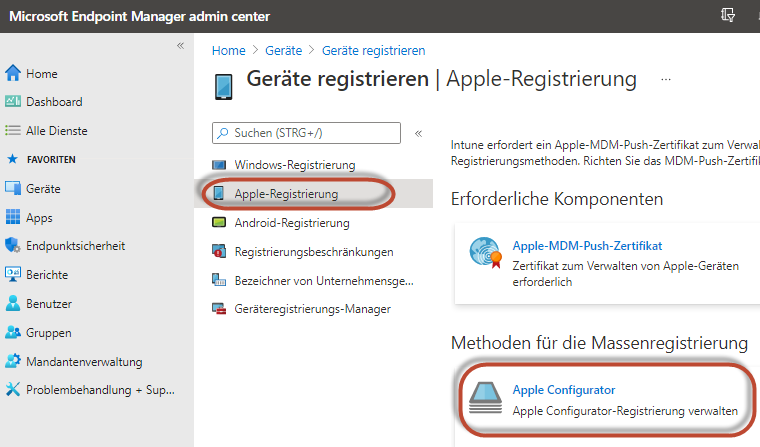 Microsoft Endpoint Manager admin center
Home
Dashboard
Alle Dienste
FAVORITEN
Geräte
Apps
Endpunktsicherheit
Berichte
Benutzer
Gruppen
Mandantenverwaltung
Problembehandlung + Sup...
Home > Geräte > Geräte registrieren
Geräte registrieren | Apple-Registrierung ...
Suchen (STRG+/)
Windows-Registrierung
Apple-Registrierung
Android-Registrierung
Registrierungsbeschränkungen
Bezeichner von Unternehmensge...
Geräteregistrierungs-Manager
Intune erfordert ein Apple-MDM-Push-Zertifikat zum Verwa
Registrierungsmethoden. Richten Sie das MDM-Push-Zertifi
Erforderliche Komponenten
Apple-MDM-Push-Zertifikat
Zertifikat zum Verwalten von Apple-Geräten
erforderlich
Methoden für die Massenregistrierung
Apple Configurator
Apple Configurator-Registrierung verwalten